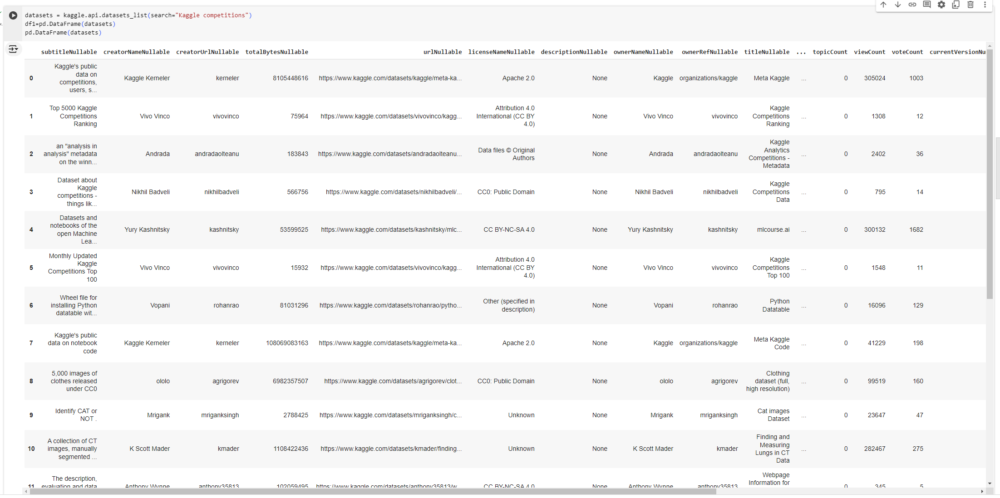 datasets = kaggle.api.datasets_list(search="Kaggle competitions")
df1=pd.DataFrame(datasets)
pd.DataFrame(datasets)
subtitleNullable creatorNameNullable creatorUrlNullable totalBytesNullable urlNullable licenseNameNullable descriptionNullable ownerNameNullable ownerRefNullable titleNullable ... topicCount viewCount voteCount currentVersionNu
0 Kaggle's public data on competitions, users, s... Kaggle Kerneler kerneler 8105448616 https://www.kaggle.com/datasets/kaggle/meta-ka... Apache 2.0 None Kaggle organizations/kaggle Meta Kaggle ... 0 305024 1003
1 Top 5000 Kaggle Competitions Ranking Vivo Vinco vivovinco 75964 https://www.kaggle.com/datasets/vivovinco/kagg... Attribution 4.0 International (CC BY 4.0) None Vivo Vinco vivovinco Kaggle Competitions Ranking ... 0 1308 12
2 an "analysis in analysis" metadata on the winn... Andrada andradaolteanu 183843 https://www.kaggle.com/datasets/andradaolteanu... Data files © Original Authors None Andrada andradaolteanu Kaggle Analytics Competitions - Metadata ... 0 2402 36
3 Dataset about Kaggle competitions - things lik... Nikhil Badveli nikhilbadveli 566756 https://www.kaggle.com/datasets/nikhilbadveli/... CC0: Public Domain None Nikhil Badveli nikhilbadveli Kaggle Competitions Data ... 0 795 14
4 Datasets and notebooks of the open Machine Lea... Yury Kashnitsky kashnitsky 53599525 https://www.kaggle.com/datasets/kashnitsky/mlc... CC BY-NC-SA 4.0 None Yury Kashnitsky kashnitsky mlcourse.ai ... 0 300132 1682
5 Monthly Updated Kaggle Competitions Top 100 Vivo Vinco vivovinco 15932 https://www.kaggle.com/datasets/vivovinco/kagg... Attribution 4.0 International (CC BY 4.0) None Vivo Vinco vivovinco Kaggle Competitions Top 100 ... 0 1548 11
6 Wheel file for installing Python datatable wit... Vopani rohanrao 81031296 https://www.kaggle.com/datasets/rohanrao/pytho... Other (specified in description) None Vopani rohanrao Python Datatable ... 0 16096 129
7 Kaggle's public data on notebook code Kaggle Kerneler kerneler 108069083163 https://www.kaggle.com/datasets/kaggle/meta-ka... Apache 2.0 None Kaggle organizations/kaggle Meta Kaggle Code ... 0 41229 198
8 5,000 images of clothes released under CC0 ololo agrigorev 6982357507 https://www.kaggle.com/datasets/agrigorev/clot... CC0: Public Domain None ololo agrigorev Clothing dataset (full, high resolution) ... 0 99519 160
9 Identify CAT or NOT . Mrigank mriganksingh 2788425 https://www.kaggle.com/datasets/mriganksingh/c... Unknown None Mrigank mriganksingh Cat images Dataset ... 0 23647 47
10 A collection of CT images, manually segmented ... K Scott Mader kmader 1108422436 https://www.kaggle.com/datasets/kmader/finding... Unknown None K Scott Mader kmader Finding and Measuring Lungs in CT Data ... 0 282467 275
11 The description, evaluation and data Anthony Wynne anthony35813 102059495 https://www.kaggle.com/datasets/anthony35813/w CC BY-NC-SA 4.0 None Anthony Wynne anthony35813 Webpage Information for 0 345 5